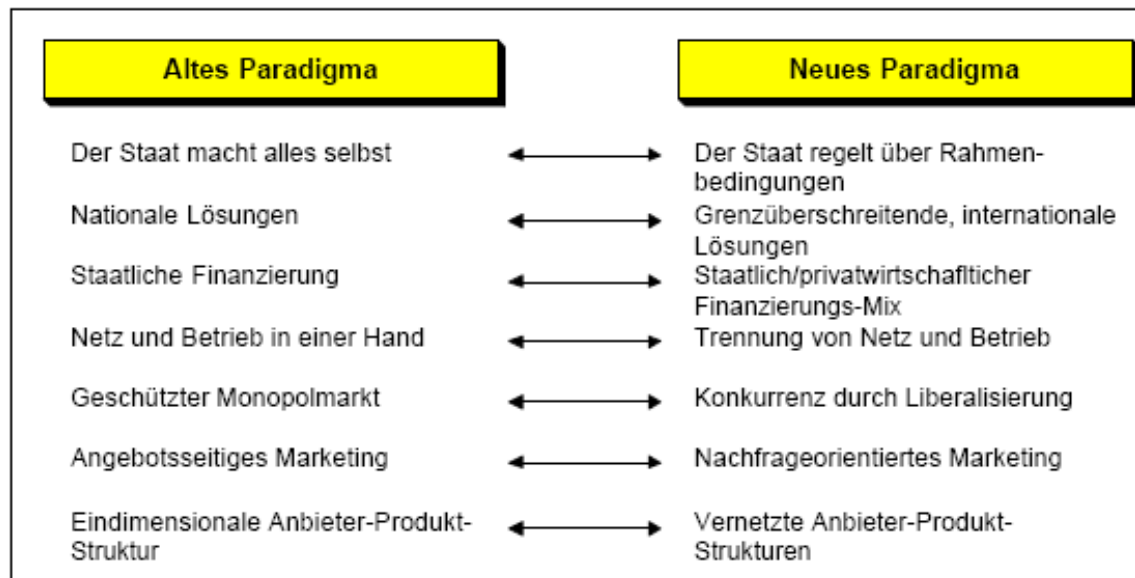 Altes Paradigma
Neues Paradigma
Der Staat macht alles selbst
Der Staat regelt über Rahmen-
bedingungen
Nationale Lösungen
Grenzüberschreitende, internationale
Lösungen
Staatliche Finanzierung
Staatlich/privatwirtschaflticher
Finanzierungs-Mix
Netz und Betrieb in einer Hand
Trennung von Netz und Betrieb
Geschützter Monopolmarkt
Konkurrenz durch Liberalisierung
Angebotsseitiges Marketing
Nachfrageorientiertes Marketing
Eindimensionale Anbieter-Produkt-
Struktur
Vernetzte Anbieter-Produkt-
Strukturen